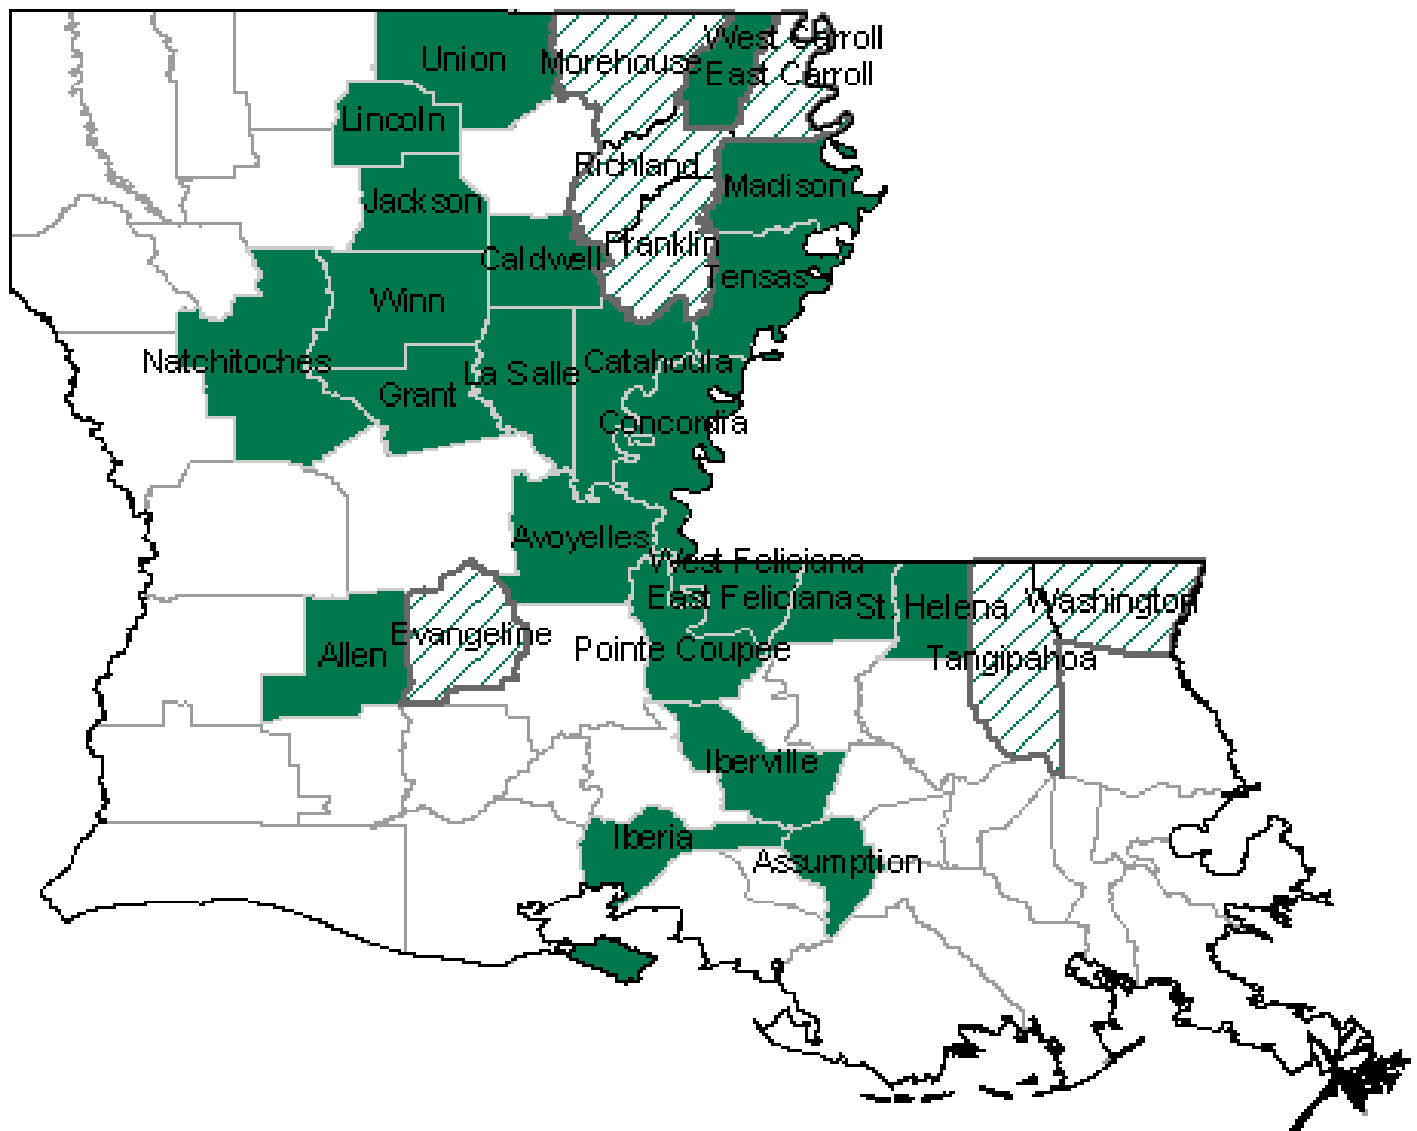 West Carroll
Union
Morehouse
East Carroll
Lincoln
Richland
Madison
Jackson
Franklin
Caldwell
Tensas
Winn
Natchitoches
Catahoula
La Salle
Grant
Concordia
Avoyelles
West Feliciana
East Feliciana
Washington
St. Helena
Evangeline
Pointe Coupee
Allen
Tangipahoa
Iberville
Iberia
Assumption